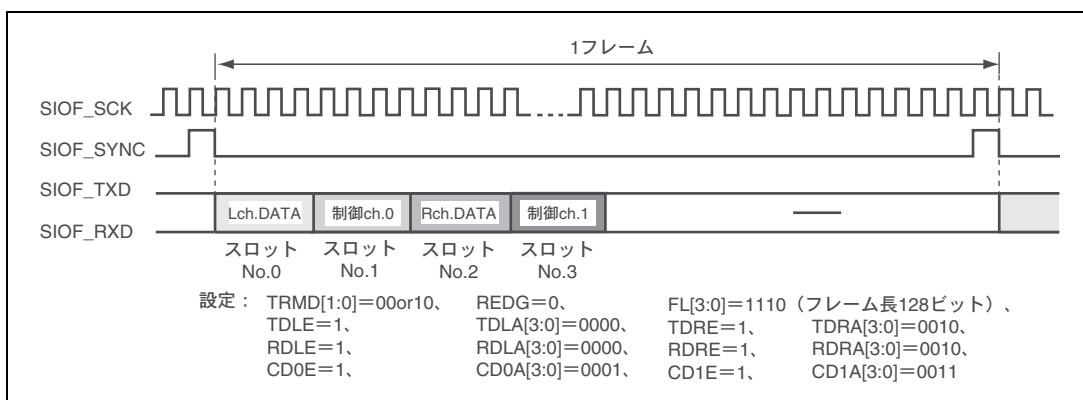 1フレーム
SIOF_SCK
SIOF_SYNC
SIOF_TXD
SIOF_RXD
Lch.DATA 制御ch.0 Rch.DATA 制御ch.1
スロット スロット スロット スロット
No.0 No.1 No.2 No.3
設定： TRMD[1:0]＝00or10、 REDG＝0、 FL[3:0]＝1110（フレーム長128ビット）、
TDLE＝1、 TDLA[3:0]＝0000、 TDRE＝1、 TDRA[3:0]＝0010、
RDLE＝1、 RDLA[3:0]＝0000、 RDRE＝1、 RDRA[3:0]＝0010、
CD0E＝1、 CD0A[3:0]＝0001、 CD1E＝1、 CD1A[3:0]＝0011